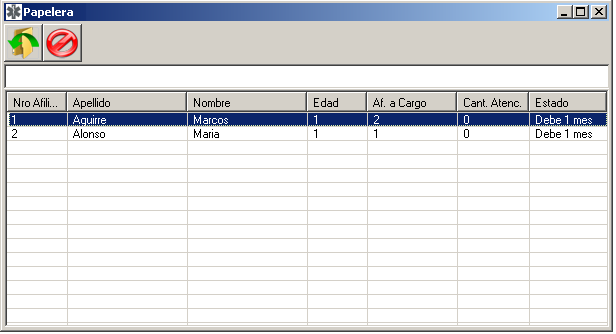 Papelera
Nro Afili... Apellido Nombre Edad Af. a Cargo Cant. Atenc. Estado
1 Aguirre Marcos 1 2 0 Debe 1 mes
2 Alonso Maria 1 1 0 Debe 1 mes